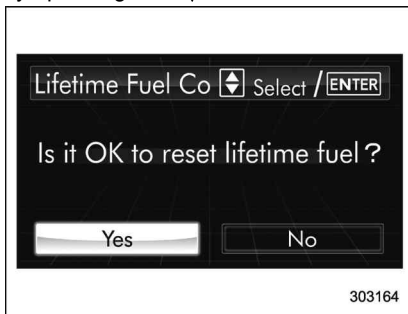 Lifetime Fuel Co Select / ENTER
Is it OK to reset lifetime fuel ?
Yes
No
303164